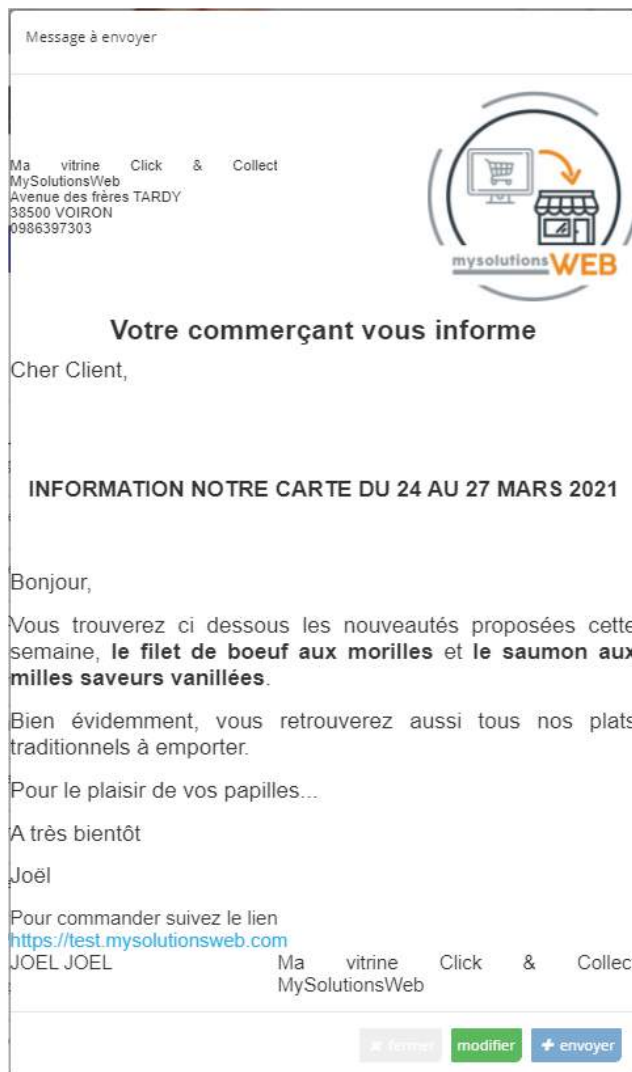 Message à envoyer
Ma vitrine Click & Collect
MySolutionsWeb
Avenue des frères TARDY
38500 VOIRON
0986397303
mysolutionsWEB
Votre commerçant vous informe
Cher Client,
INFORMATION NOTRE CARTE DU 24 AU 27 MARS 2021
Bonjour,
Vous trouverez ci dessous les nouveautés proposées cette
semaine, le filet de boeuf aux morilles et le saumon aux
milles saveurs vanillées.
Bien évidemment, vous retrouverez aussi tous nos plats
traditionnels à emporter.
Pour le plaisir de vos papilles...
A très bientôt
Joël
Pour commander suivez le lien
https://test.mysolutionsweb.com
JOEL JOEL
Ma vitrine Click & Collec
MySolutionsWeb
fermer modifier envoyer